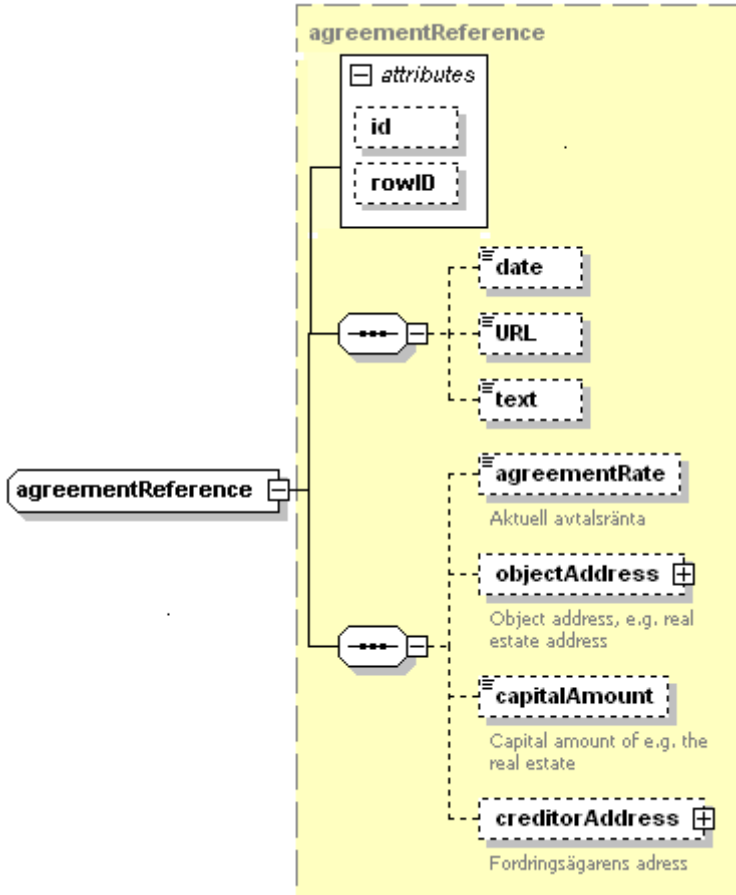 agreementReference
attributes
id
rowID
date
URL
text
agreementReference
agreementRate
Aktuell avtalsränta
objectAddress
Object address, e.g. real
estate address
capitalAmount
Capital amount of e.g. the
real estate
creditorAddress
Fordringsägarens adress